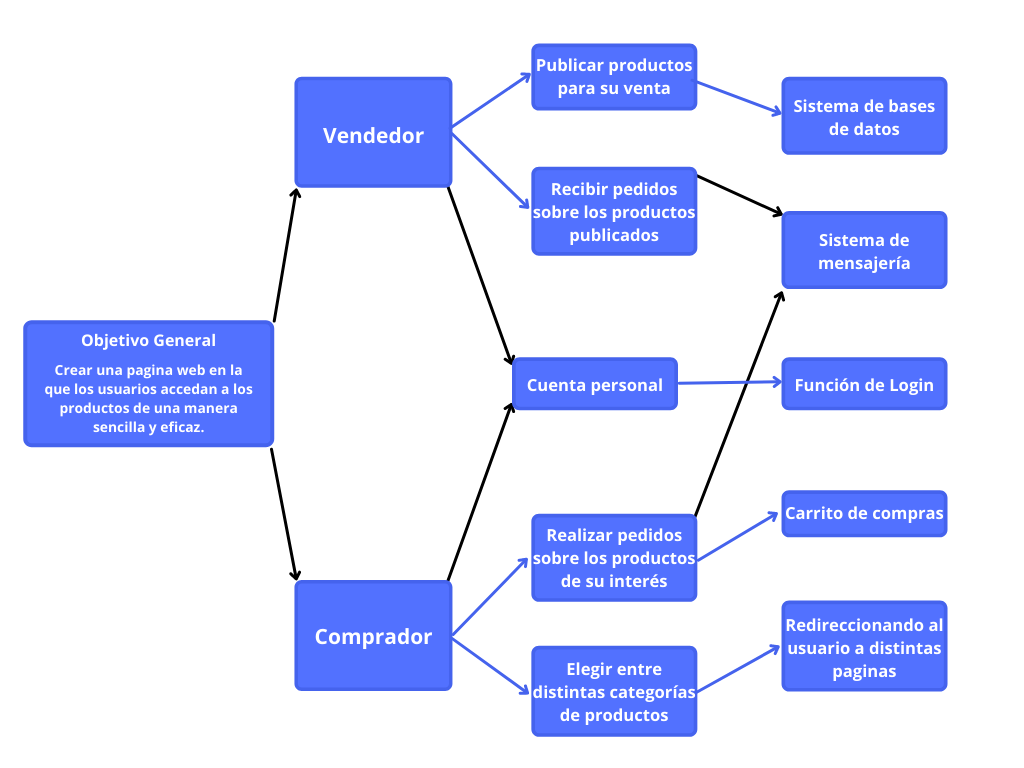 Objetivo General
Crear una pagina web en la
que los usuarios accedan a los
productos de una manera
sencilla y eficaz.
Vendedor
Comprador
Publicar productos
para su venta
Recibir pedidos
sobre los productos
publicados
Cuenta personal
Realizar pedidos
sobre los productos
de su interés
Elegir entre
distintas categorías
de productos
Sistema de bases
de datos
Sistema de
mensajería
Función de Login
Carrito de compras
Redireccionando al
usuario a distintas
paginas